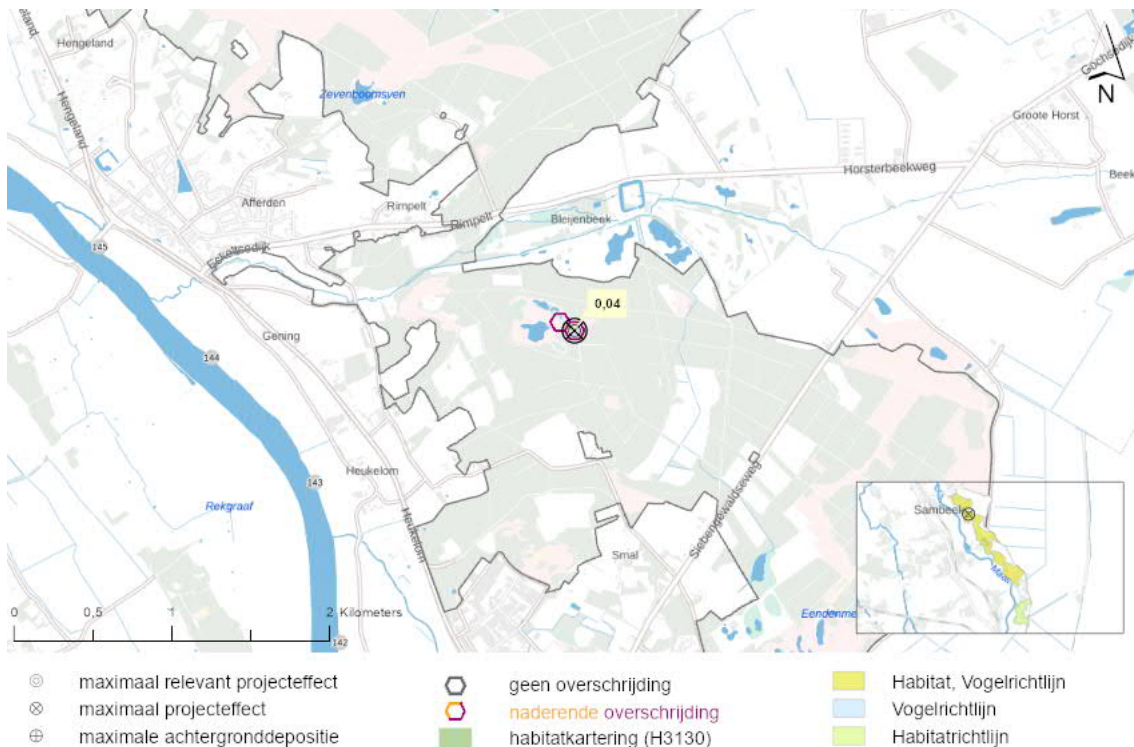 Hengeland
Gochsedijk
Zevenboomsven
N
Hengeland
Groote Horst
Horsterbeekweg
Beek
Afferden
Rimpelt
Rimpelt
Bleijenbeek
145
Eckeltsedijk
0,04
Gening
144
Heukelom
143
Siebengewaldseweg
Sambeek
Rekgraaf
Heukelom
Smal
Maas
0 0,5 1 2 Kilometers
142
Eendenme
maximaal relevant projecteffect
maximaal projecteffect
maximale achtergronddepositie
geen overschrijding
naderende overschrijding
habitatkartering (H3130)
Habitat, Vogelrichtlijn
Vogelrichtlijn
Habitatrichtlijn